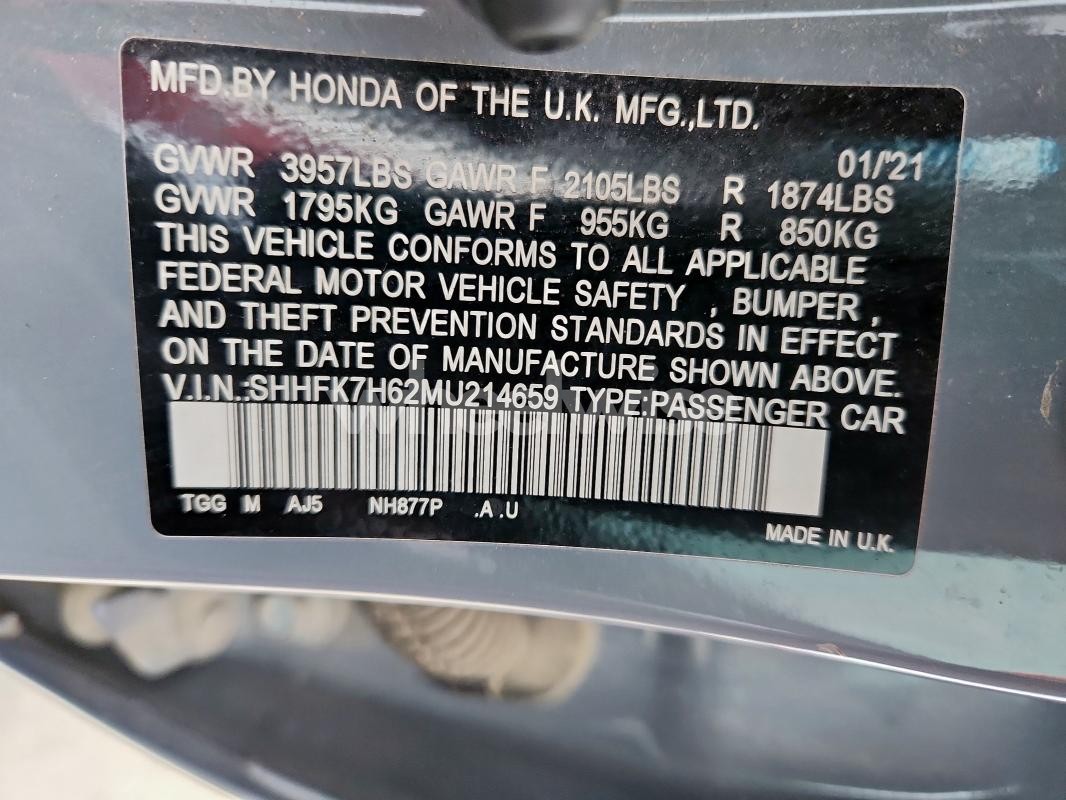 MFD.BY HONDA OF THE U.K. MFG.,LTD.
01/'21
GVWR 3957LBS GAWR F 2105LBS R 1874LBS
GVWR 1795KG GAWR F 955KG R 850KG
THIS VEHICLE CONFORMS TO ALL APPLICABLE
FEDERAL MOTOR VEHICLE SAFETY , BUMPER ,
AND THEFT PREVENTION STANDARDS IN EFFECT
ON THE DATE OF MANUFACTURE SHOWN ABOVE.
V.I.N.:SHHFK7H62MU214659 TYPE:PASSENGER CAR
TGG M AJ5 NH877P .A .U
MADE IN U.K.